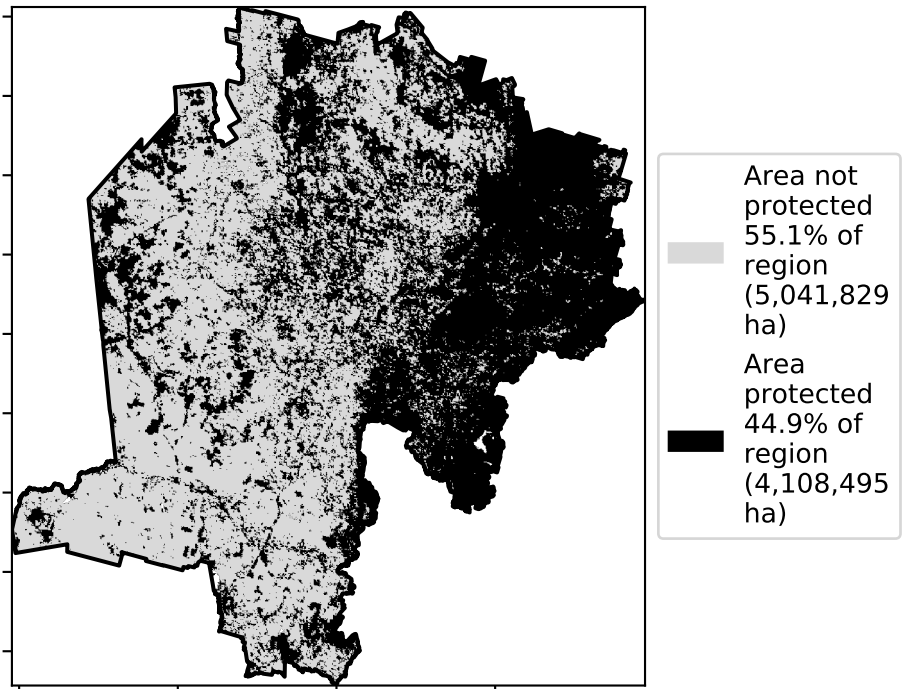 Area not
protected
55.1% of
region
(5,041,829
ha)
Area
protected
44.9% of
region
(4,108,495
ha)